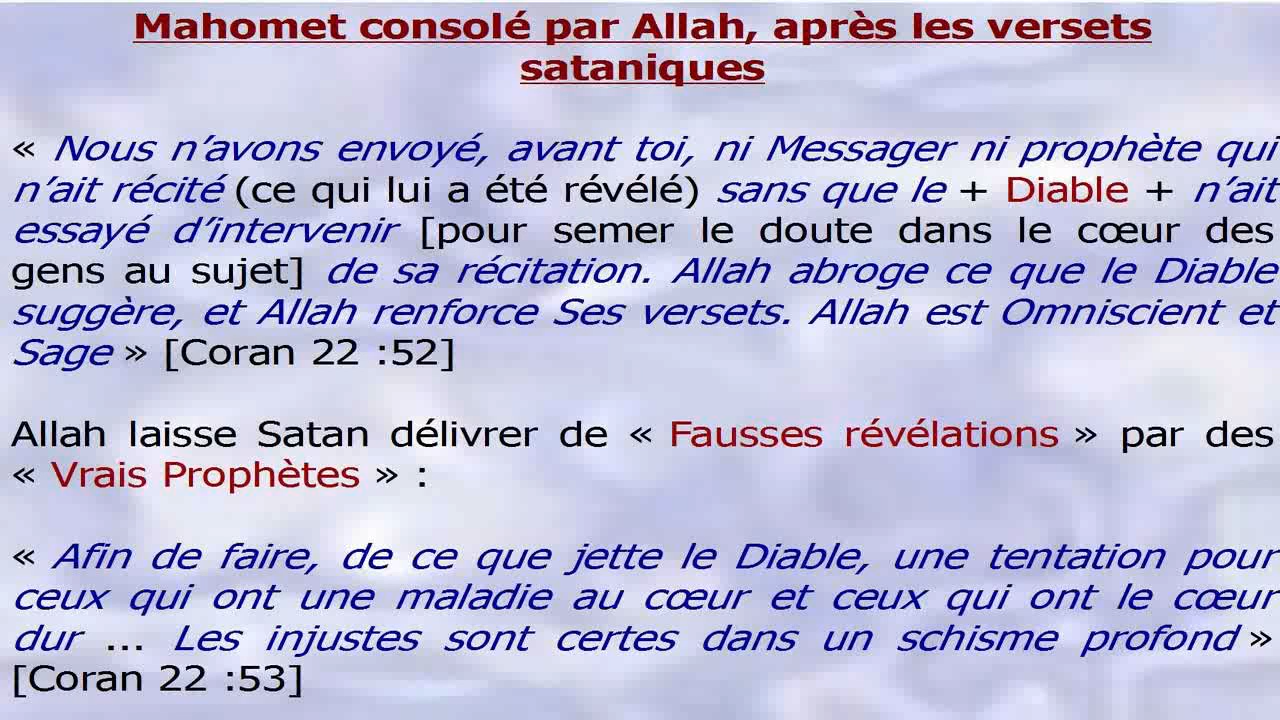 Mahomet consolé par Allah, après les versets
sataniques
« Nous n’avons envoyé, avant toi, ni Messager ni prophète qui
n’ait récité (ce qui lui a été révélé) sans que le + Diable + n’ait
essayé d’intervenir [pour semer le doute dans le cœur des
gens au sujet] de sa récitation. Allah abroge ce que le Diable
suggère, et Allah renforce Ses versets. Allah est Omniscient et
Sage » [Coran 22 :52]
Allah laisse Satan délivrer de « Fausses révélations » par des
« Vrais Prophètes » :
« Afin de faire, de ce que jette le Diable, une tentation pour
ceux qui ont une maladie au cœur et ceux qui ont le cœur
dur ... Les injustes sont certes dans un schisme profond »
[Coran 22 :53]